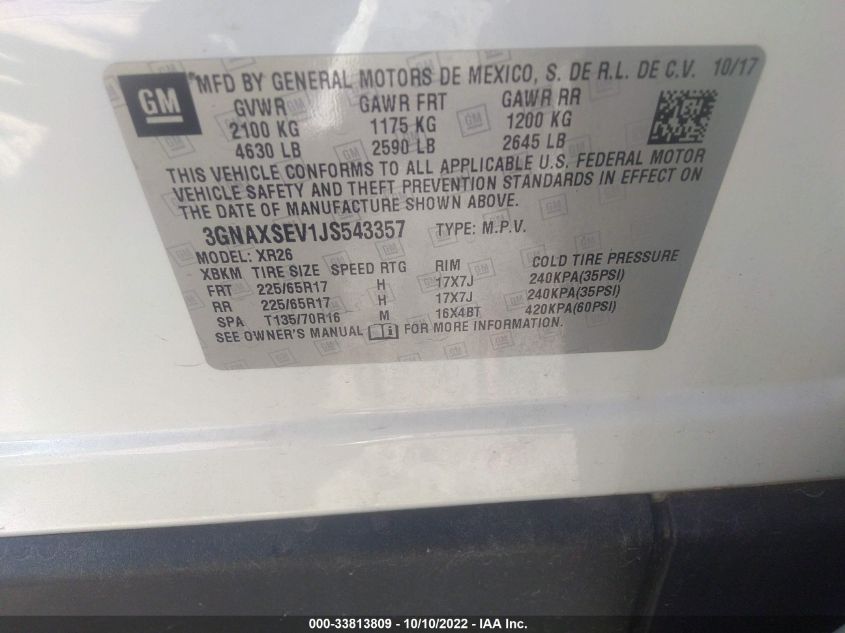 GM
*MFD BY GENERAL MOTORS DE MEXICO, S. DE R.L. DE C.V. 10/17
GVWR GAWR FRT GAWR RR
2100 KG 1175 KG 1200 KG
4630 LB 2590 LB 2645 LB
THIS VEHICLE CONFORMS TO ALL APPLICABLE U.S. FEDERAL MOTOR
VEHICLE SAFETY AND THEFT PREVENTION STANDARDS IN EFFECT ON
THE DATE OF MANUFACTURE SHOWN ABOVE.
3GNAXSEV1JS543357 TYPE: M.P.V.
MODEL: XR26
XBKM TIRE SIZE SPEED RTG RIM COLD TIRE PRESSURE
FRT 225/65R17 H 17X7J 240KPA(35PSI)
RR 225/65R17 H 17X7J 240KPA(35PSI)
SPA T135/70R16 M 16X4BT 420KPA(60PSI)
SEE OWNER'S MANUAL FOR MORE INFORMATION.
000-33813809 - 10/10/2022 - IAA Inc.